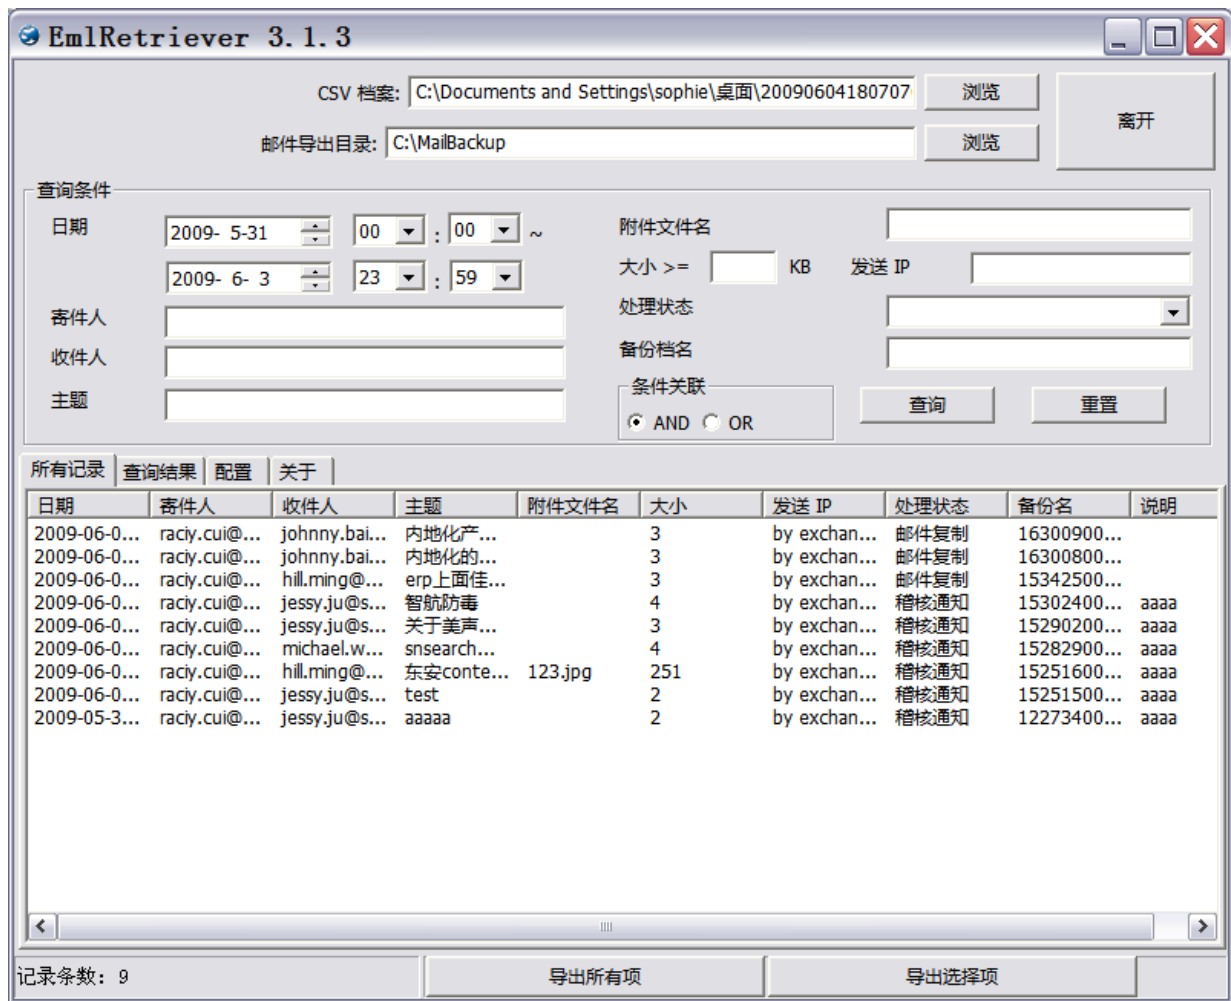 EmlRetriever 3.1.3
CSV 档案: C:\Documents and Settings\sophie\桌面\20090604180707 浏览
离开
邮件导出目录: C:\MailBackup 浏览
查询条件
日期 2009- 5-31 00 : 00 ~ 附件文件名
2009- 6- 3 23 : 59 大小 >= KB 发送 IP
寄件人 处理状态
收件人 备份档名
主题 条件关联 查询 重置
AND OR
所有记录 查询结果 配置 关于
日期 寄件人 收件人 主题 附件文件名 大小 发送 IP 处理状态 备份名 说明
2009-06-0... raciy.cui@... johnny.bai... 内地化产... 3 by exchan... 邮件复制 16300900...
2009-06-0... raciy.cui@... johnny.bai... 内地化的... 3 by exchan... 邮件复制 16300800...
2009-06-0... raciy.cui@... hill.ming@... erp上面佳... 3 by exchan... 邮件复制 15342500...
2009-06-0... raciy.cui@... jessy.ju@s... 智航防毒 4 by exchan... 稽核通知 15302400... aaaa
2009-06-0... raciy.cui@... jessy.ju@s... 关于美声... 3 by exchan... 稽核通知 15290200... aaaa
2009-06-0... raciy.cui@... michael.w... snsearch... 4 by exchan... 稽核通知 15282900... aaaa
2009-06-0... raciy.cui@... hill.ming@... 东安conte... 123.jpg 251 by exchan... 稽核通知 15251600... aaaa
2009-06-0... raciy.cui@... jessy.ju@s... test 2 by exchan... 稽核通知 15251500... aaaa
2009-05-3... raciy.cui@... jessy.ju@s... aaaaa 2 by exchan... 稽核通知 12273400... aaaa
记录条数: 9 导出所有项 导出选择项